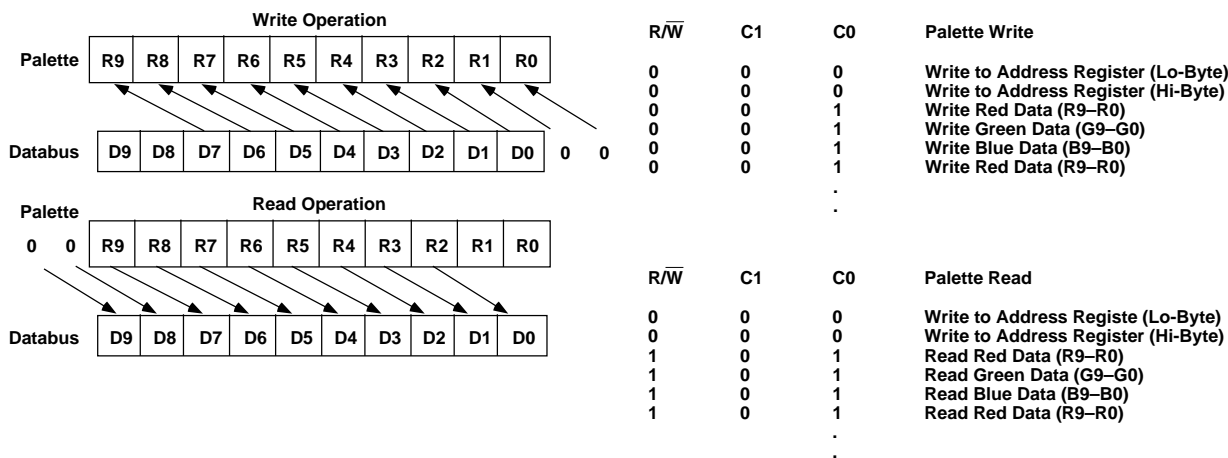 Write Operation
Palette R9 R8 R7 R6 R5 R4 R3 R2 R1 R0
Databus D9 D8 D7 D6 D5 D4 D3 D2 D1 D0 0 0
Read Operation
Palette
0 0 R9 R8 R7 R6 R5 R4 R3 R2 R1 R0
Databus D9 D8 D7 D6 D5 D4 D3 D2 D1 D0
R/W̅ C1 C0 Palette Write
0 0 0 Write to Address Register (Lo-Byte)
0 0 0 Write to Address Register (Hi-Byte)
0 0 1 Write Red Data (R9–R0)
0 0 1 Write Green Data (G9–G0)
0 0 1 Write Blue Data (B9–B0)
0 0 1 Write Red Data (R9–R0)
.
.
R/W̅ C1 C0 Palette Read
0 0 0 Write to Address Registe (Lo-Byte)
0 0 0 Write to Address Register (Hi-Byte)
1 0 1 Read Red Data (R9–R0)
1 0 1 Read Green Data (G9–G0)
1 0 1 Read Blue Data (B9–B0)
1 0 1 Read Red Data (R9–R0)
.
.